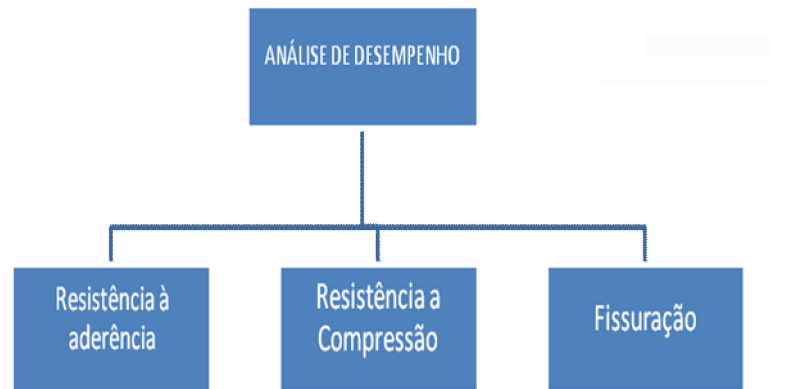 ANÁLISE DE DESEMPENHO
Resistência à
aderência
Resistência a
Compressão
Fissuração